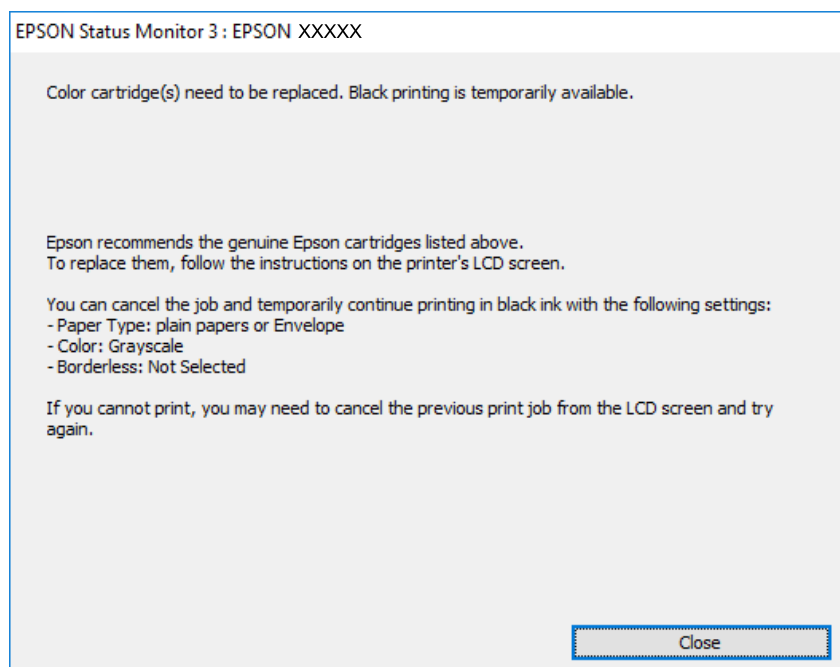 EPSON Status Monitor 3 : EPSON XXXXX
Color cartridge(s) need to be replaced. Black printing is temporarily available.
Epson recommends the genuine Epson cartridges listed above.
To replace them, follow the instructions on the printer's LCD screen.
You can cancel the job and temporarily continue printing in black ink with the following settings:
- Paper Type: plain papers or Envelope
- Color: Grayscale
- Borderless: Not Selected
If you cannot print, you may need to cancel the previous print job from the LCD screen and try
again.
Close